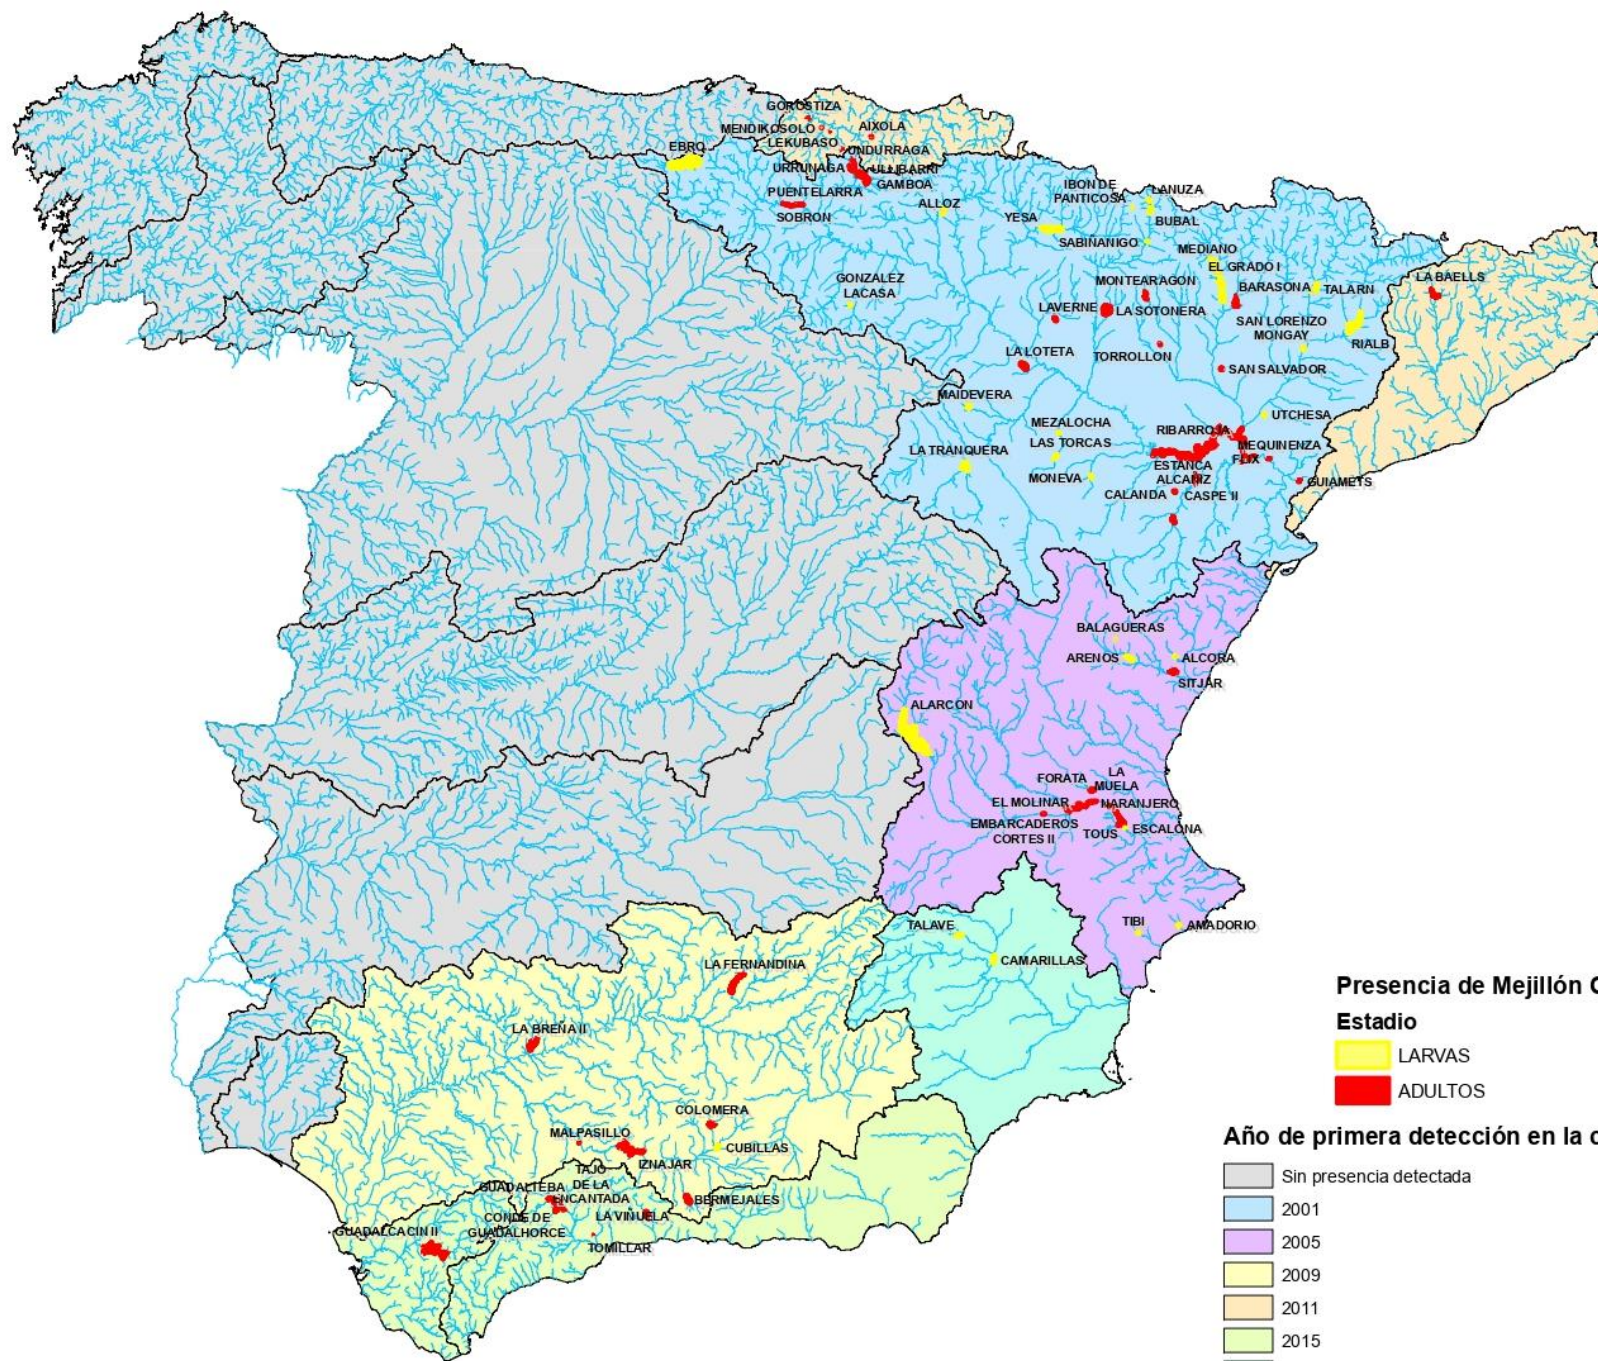 GOROSTIZA
MENDIKOSOLO
AIXOLA
LEKUBASO
UNDURRAGA
EBRO
URRUNAGA
ULLIBARRI
GAMBOA
PUENTELARRA
SOBRON
ALLOZ
IBON DE
PANTICOSA
LANUZA
BUBAL
YESA
SABIÑANIGO
MEDIANO
EL GRADO I
LA BAELLS
GONZALEZ
LACASA
MONTEARAGON
BARASONA
TALARN
LAVERNE
LA SOTONERA
SAN LORENZO
MONGAY
RIALB
LA LOTETA
TORROLLON
SAN SALVADOR
MAIDEVERA
UTCHESA
MEZALOCHA
RIBARROJA
LAS TORCAS
MEQUINENZA
LA TRANQUERA
FLIX
ESTANCA
ALCAÑIZ
MONEVA
GUIAMETS
CALANDA
CASPE II
BALAGUERAS
ARENOS
ALCORA
SITJAR
ALARCON
FORATA
LA
MUELA
EL MOLINAR
NARANJERO
EMBARCADEROS
CORTES II
TOUS
ESCALONA
TALAVE
TIBI
AMADORIO
CAMARILLAS
LA FERNANDINA
LA BREÑA II
COLOMERA
MALPASILLO
CUBILLAS
IZNAJAR
TAJO
DE LA
ENCANTADA
GUADALTEBA
BERMEJALES
CONDE DE
GUADALHORCE
LA VIÑUELA
GUADALCACIN II
TOMILLAR
Presencia de Mejillón
Estadio
LARVAS
ADULTOS
Año de primera detección en la
Sin presencia detectada
2001
2005
2009
2011
2015